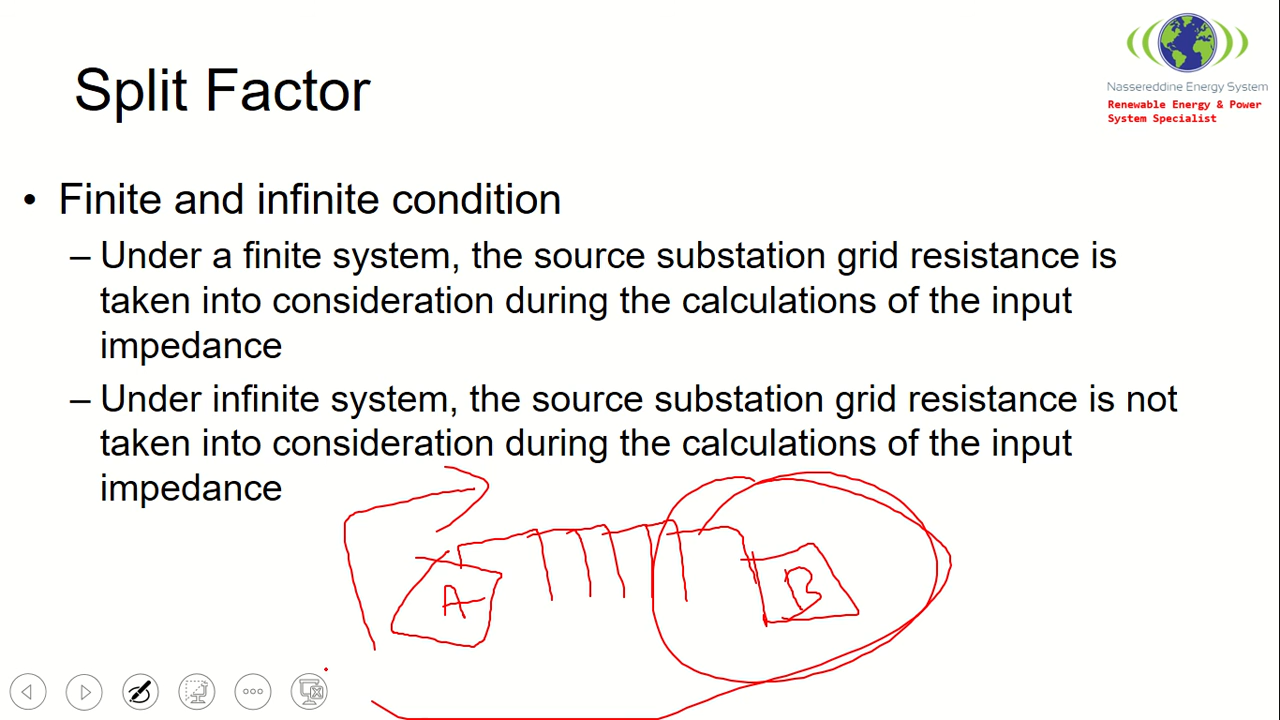 Split Factor
Nassereddine Energy System
Renewable Energy & Power
System Specialist
• Finite and infinite condition
– Under a finite system, the source substation grid resistance is
taken into consideration during the calculations of the input
impedance
– Under infinite system, the source substation grid resistance is not
taken into consideration during the calculations of the input
impedance
A
B